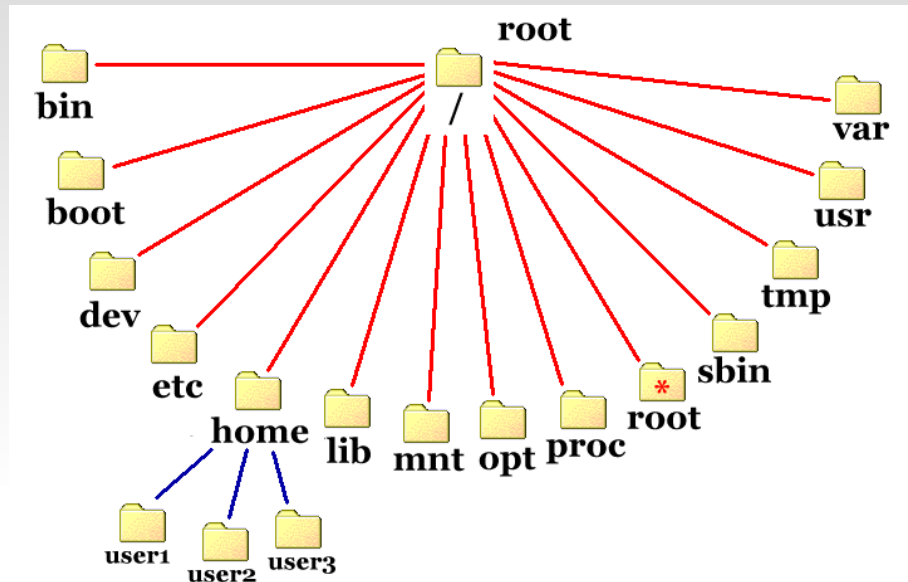 root
/
bin
var
boot
usr
dev
tmp
etc
sbin
home
lib
mnt
opt
proc
*
root
user1
user2
user3